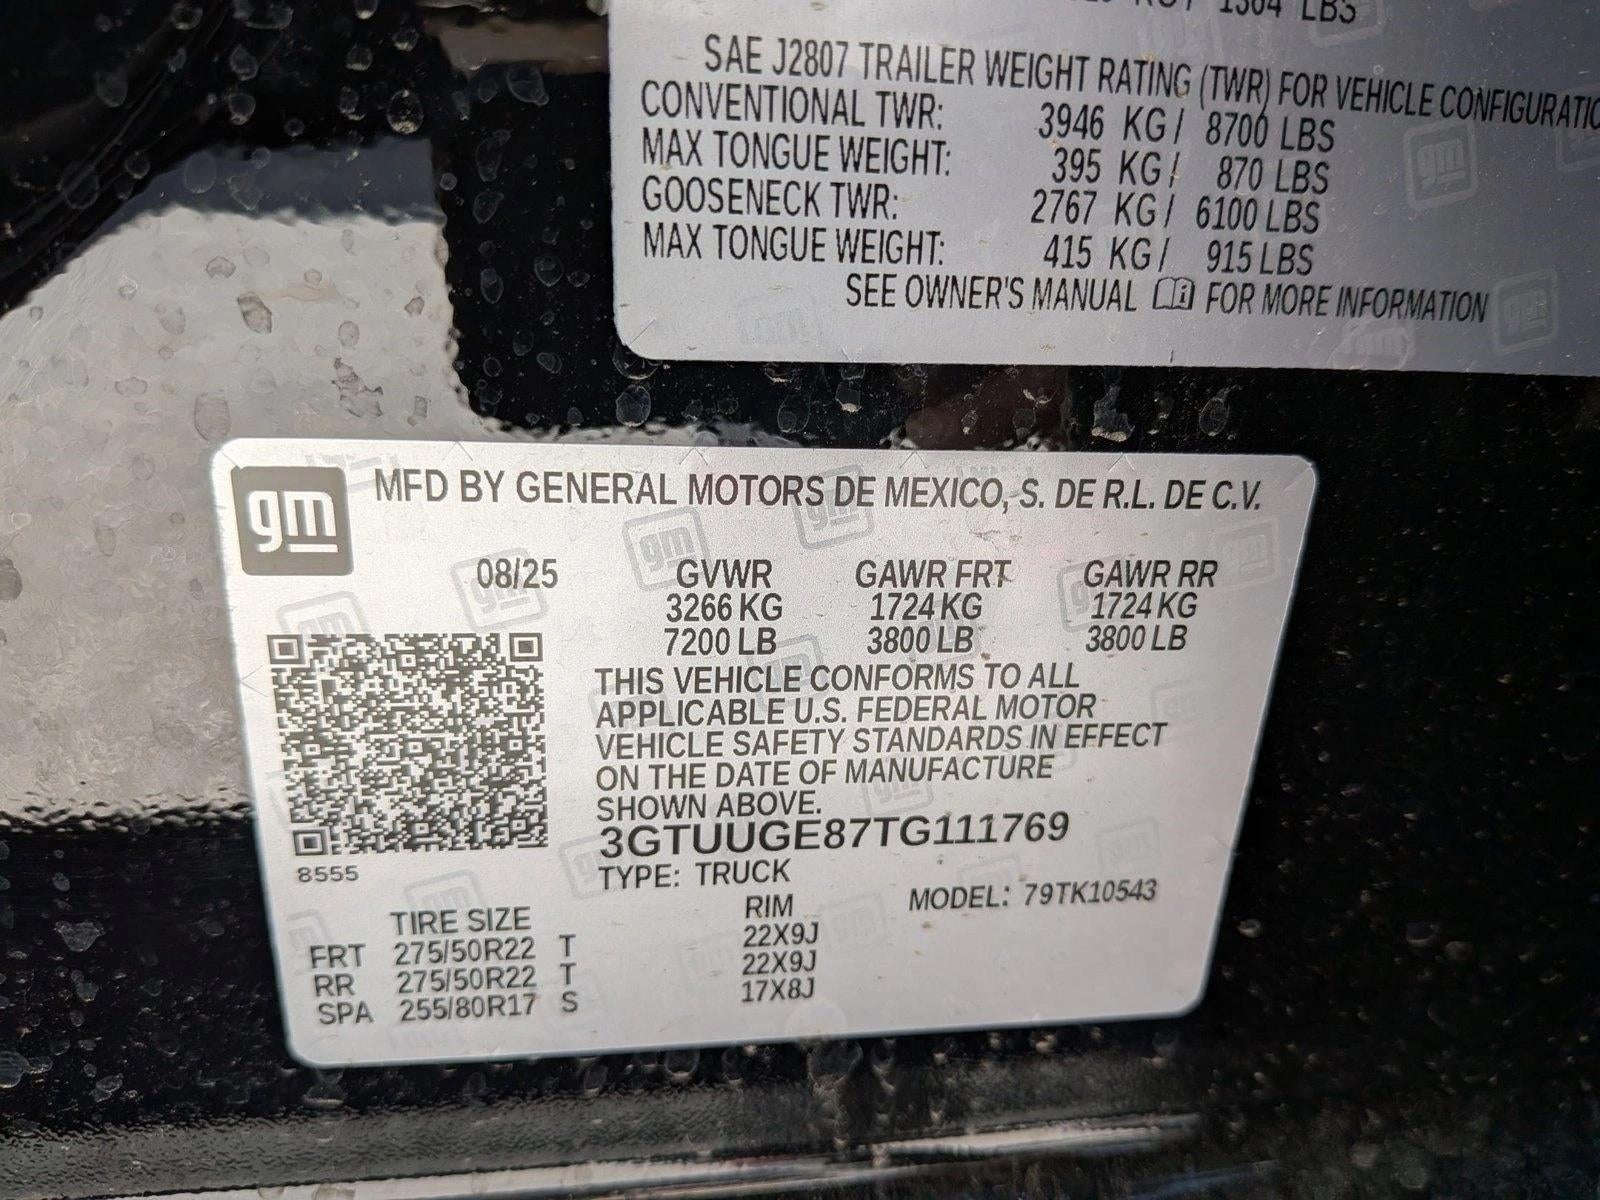 1304 LBS
SAE J2807 TRAILER WEIGHT RATING (TWR) FOR VEHICLE
CONVENTIONAL TWR: 3946 KG / 8700 LBS
MAX TONGUE WEIGHT: 395 KG / 870 LBS
GOOSENECK TWR: 2767 KG / 6100 LBS
MAX TONGUE WEIGHT: 415 KG / 915 LBS
SEE OWNER'S MANUAL FOR MORE INFORMATION
gm MFD BY GENERAL MOTORS DE MEXICO, S. DE R.L. DE C.V.
08/25 GVWR GAWR FRT GAWR RR
3266 KG 1724 KG 1724 KG
7200 LB 3800 LB 3800 LB
THIS VEHICLE CONFORMS TO ALL
APPLICABLE U.S. FEDERAL MOTOR
VEHICLE SAFETY STANDARDS IN EFFECT
ON THE DATE OF MANUFACTURE
SHOWN ABOVE.
3GTUUGE87TG111769
8555
TYPE: TRUCK
MODEL: 79TK10543
TIRE SIZE RIM
FRT 275/50R22 T 22X9J
RR 275/50R22 T 22X9J
SPA 255/80R17 S 17X8J